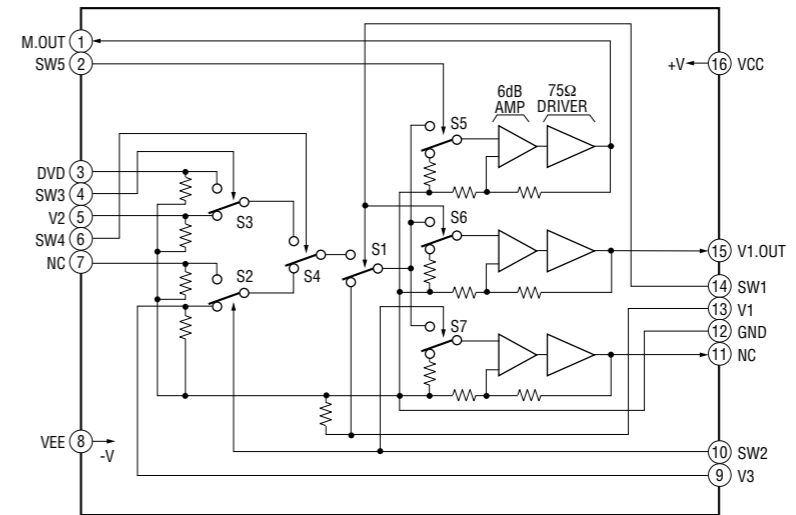 M.OUT 1
SW5 2
DVD 3
SW3 4
V2 5
SW4 6
NC 7
VEE 8
-V
S3
S2
S4
S1
S5
S6
S7
6dB
AMP
75Ω
DRIVER
+V 16 VCC
15 V1.OUT
14 SW1
13 V1
12 GND
11 NC
10 SW2
9 V3